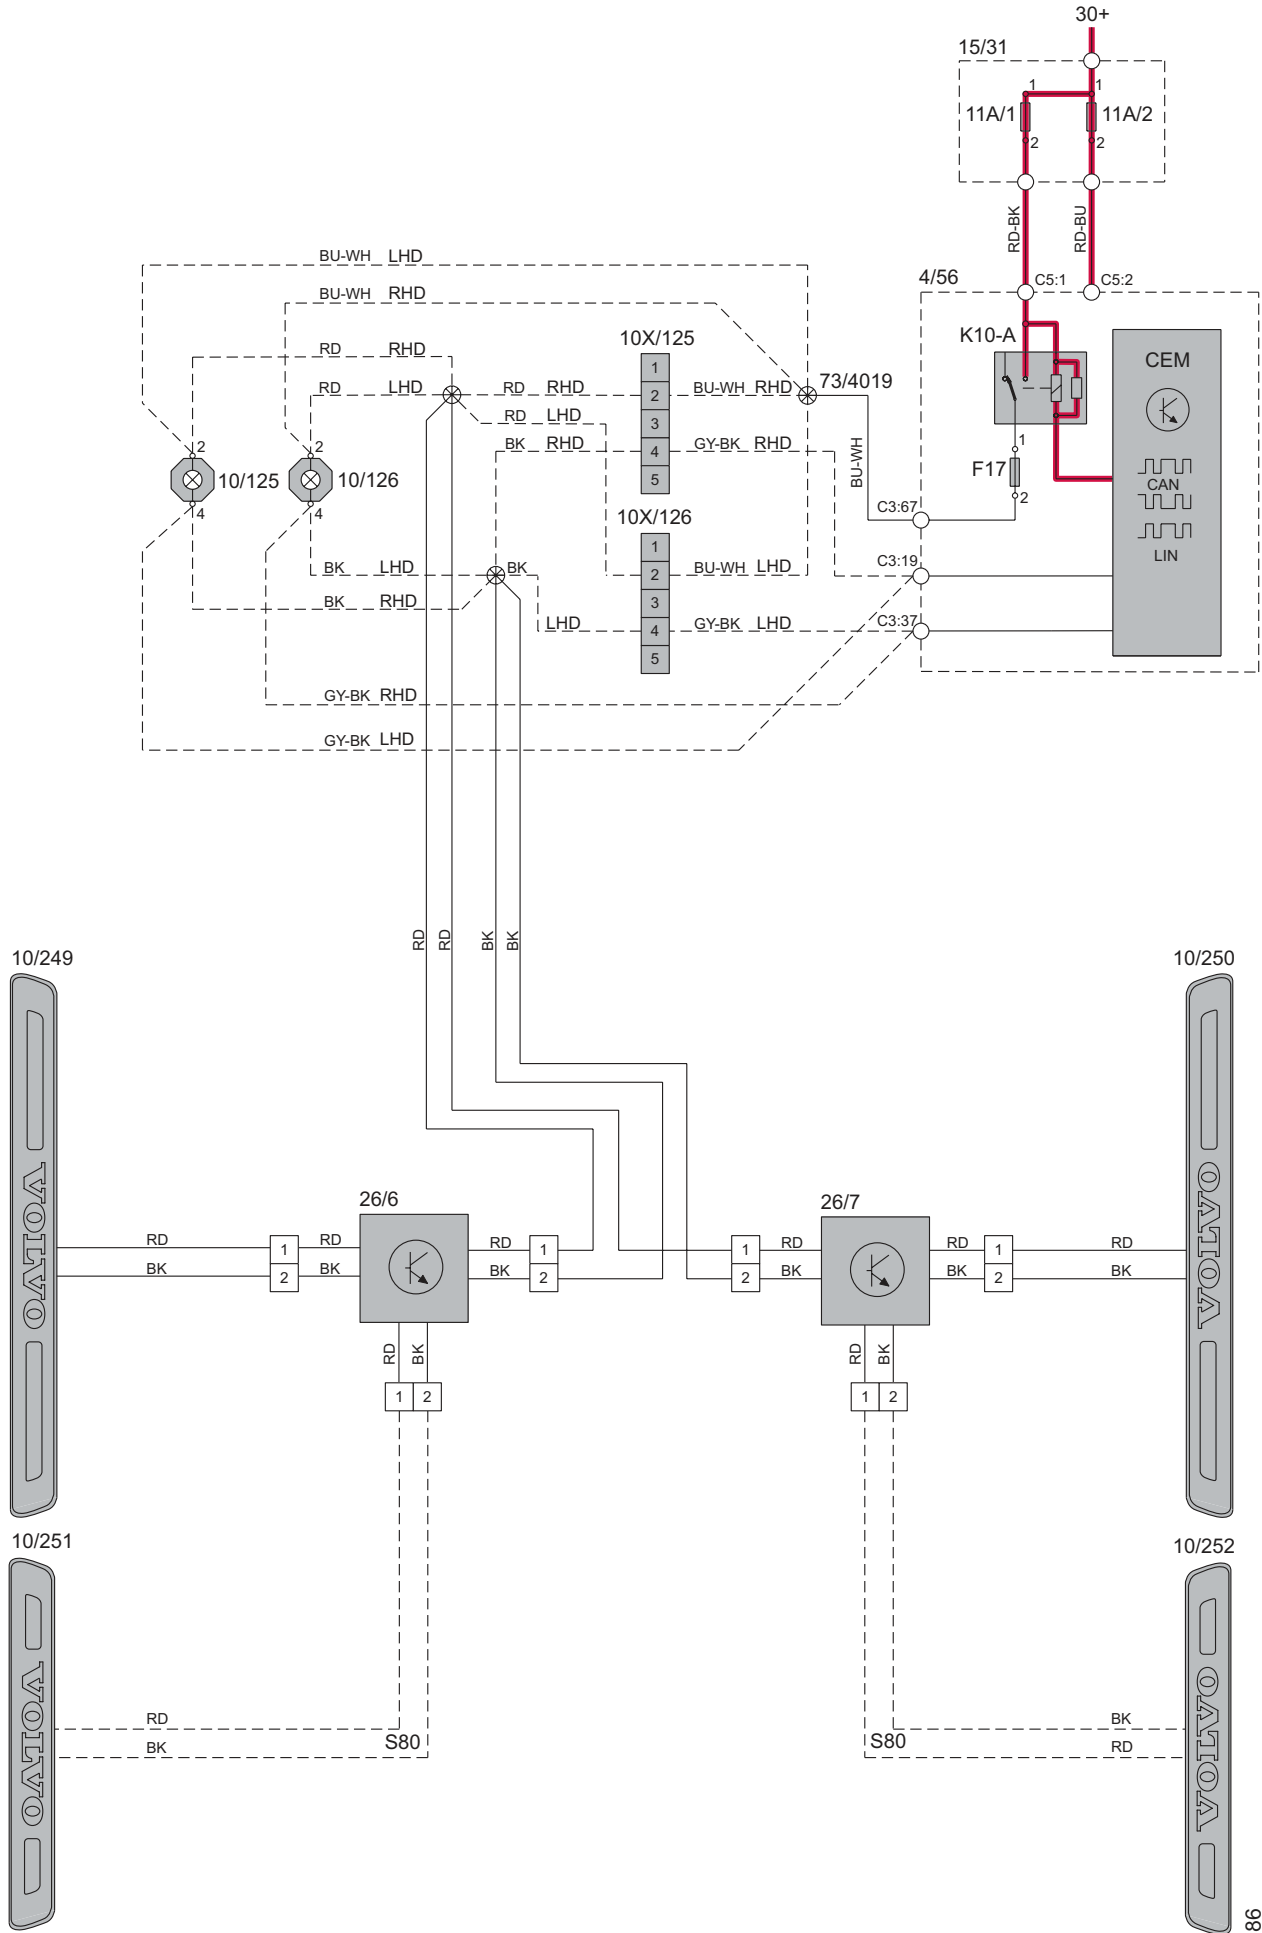 30+
15/31
1 1
11A/1 11A/2
2 2
RD-BK RD-BU
BU-WH LHD
4/56 C5:1 C5:2
BU-WH RHD
10X/125 K10-A CEM
RD RHD
1
73/4019
RD LHD RD RHD 2 BU-WH RHD
RD LHD 3
BK RHD 4 GY-BK RHD 1
2 2 BU-WH
10/125 10/126 5 F17 CAN
4 4 2
10X/126 C3:67
1 LIN
BK LHD BK 2 BU-WH LHD C3:19
BK RHD 3
LHD 4 GY-BK LHD C3:37
5
GY-BK RHD
GY-BK LHD
RD RD BK BK
10/249 10/250
VOLVO VOLVO
26/6 26/7
RD 1 RD RD 1 1 RD RD 1 RD
BK 2 BK BK 2 2 BK BK 2 BK
RD BK RD BK
1 2 1 2
10/251 10/252
VOLVO VOLVO
RD BK
BK S80 S80 RD
86